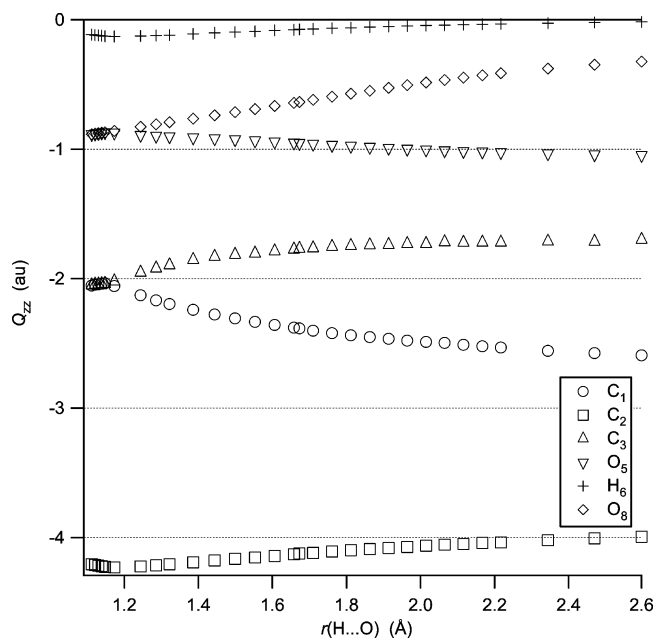 0
-1
-2
-3
-4
Q_zz (au)
C_1
C_2
C_3
O_5
H_6
O_8
1.2 1.4 1.6 1.8 2.0 2.2 2.4 2.6
r(H...O) (Å)